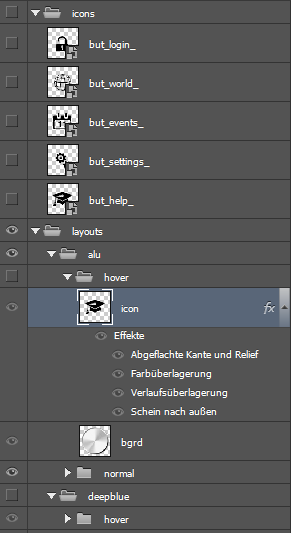 icons
but_login_
but_world_
but_events_
but_settings_
but_help_
layouts
alu
hover
icon fx
Effekte
Abgeflachte Kante und Relief
Farbüberlagerung
Verlaufsüberlagerung
Schein nach außen
bgrd
normal
deepblue
hover